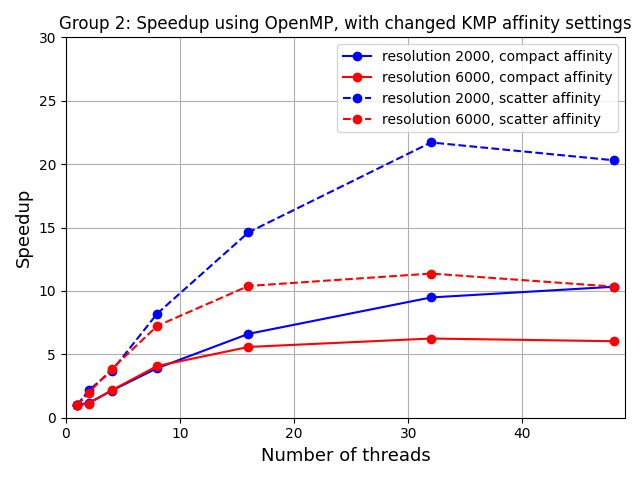 Group 2: Speedup using OpenMP, with changed KMP affinity settings
30
25
20
15
10
5
0
Speedup
resolution 2000, compact affinity
resolution 6000, compact affinity
resolution 2000, scatter affinity
resolution 6000, scatter affinity
0 10 20 30 40
Number of threads